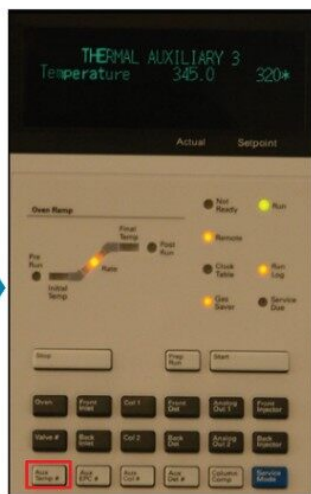 THERMAL AUXILIARY 3
Temperature 345.0 320*
Actual Setpoint
Oven Ramp
Not Ready
Run
Final Temp
Post Run
Remote
Pre Run
Rate
Initial Temp
Clock Table
Run Log
Gas Saver
Service Due
Stop
Prep Run
Start
Oven
Front Inlet
Col 1
Front Det
Analog Out 1
Front Injector
Valve #
Back Inlet
Col 2
Back Det
Analog Out 2
Back Injector
Aux Temp #
Aux EPC #
Aux Col #
Aux Det #
Column Comp
Service Mode